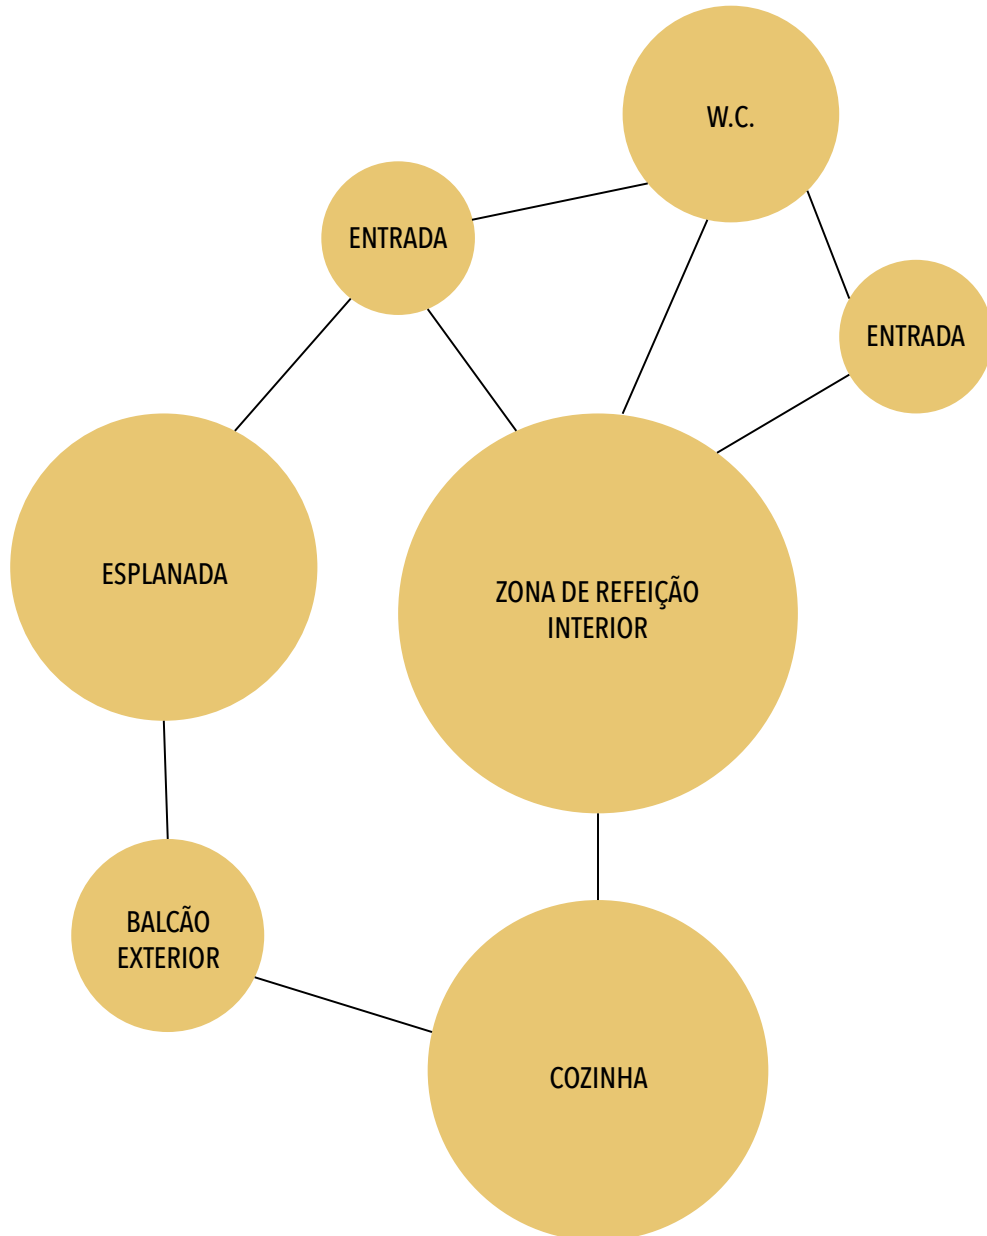 W.C.
ENTRADA
ENTRADA
ESPLANADA
ZONA DE REFEIÇÃO
INTERIOR
BALCÃO
EXTERIOR
COZINHA